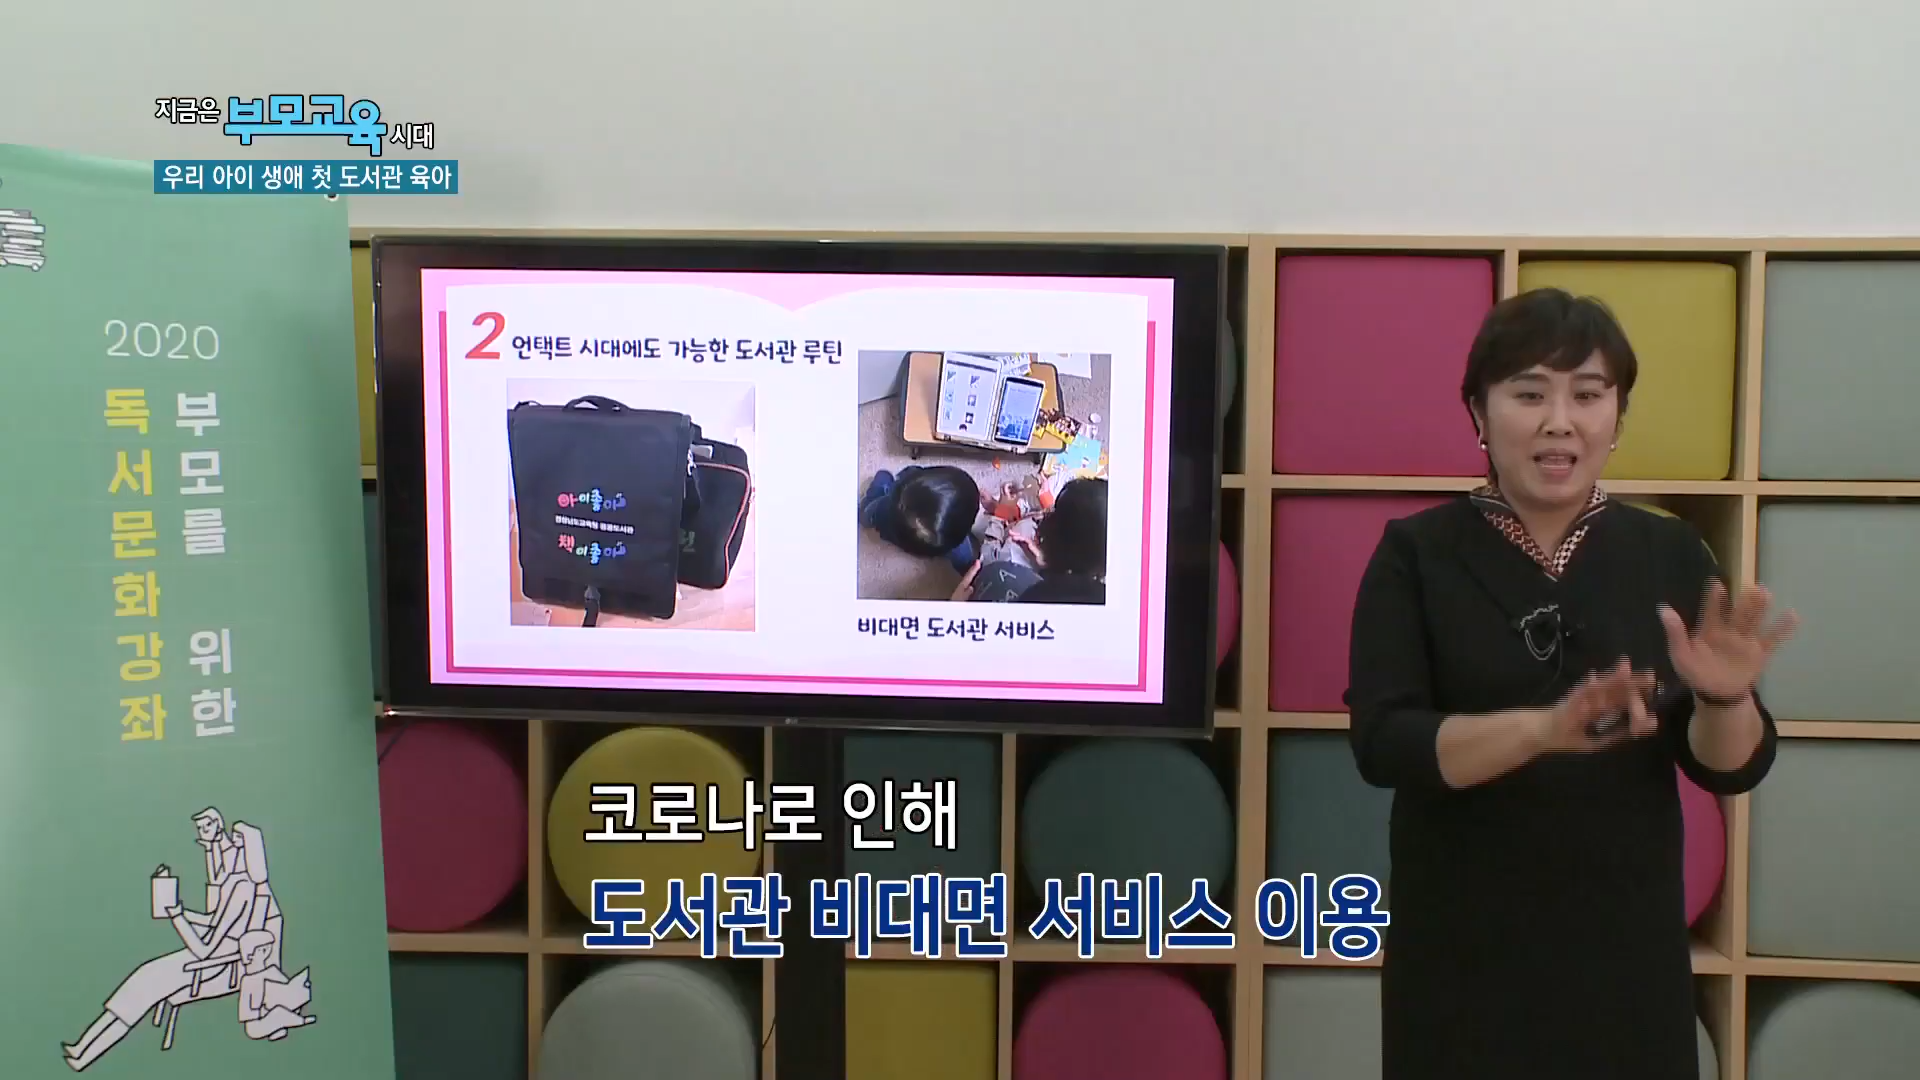 지금은 부모교육 시대
우리 아이 생애 첫 도서관 육아
2020
부모를 위한
독서문화강좌
2 언택트 시대에도 가능한 도서관 루틴
아이좋아
책이좋아
비대면 도서관 서비스
코로나로 인해
도서관 비대면 서비스 이용